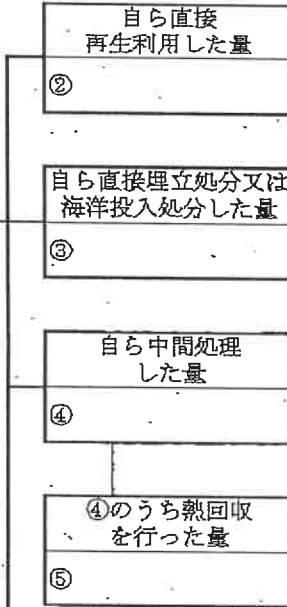 自ら直接
再生利用した量
②
自ら直接埋立処分又は
海洋投入処分した量
③
自ら中間処理
した量
④
④のうち熱回収
を行った量
⑤